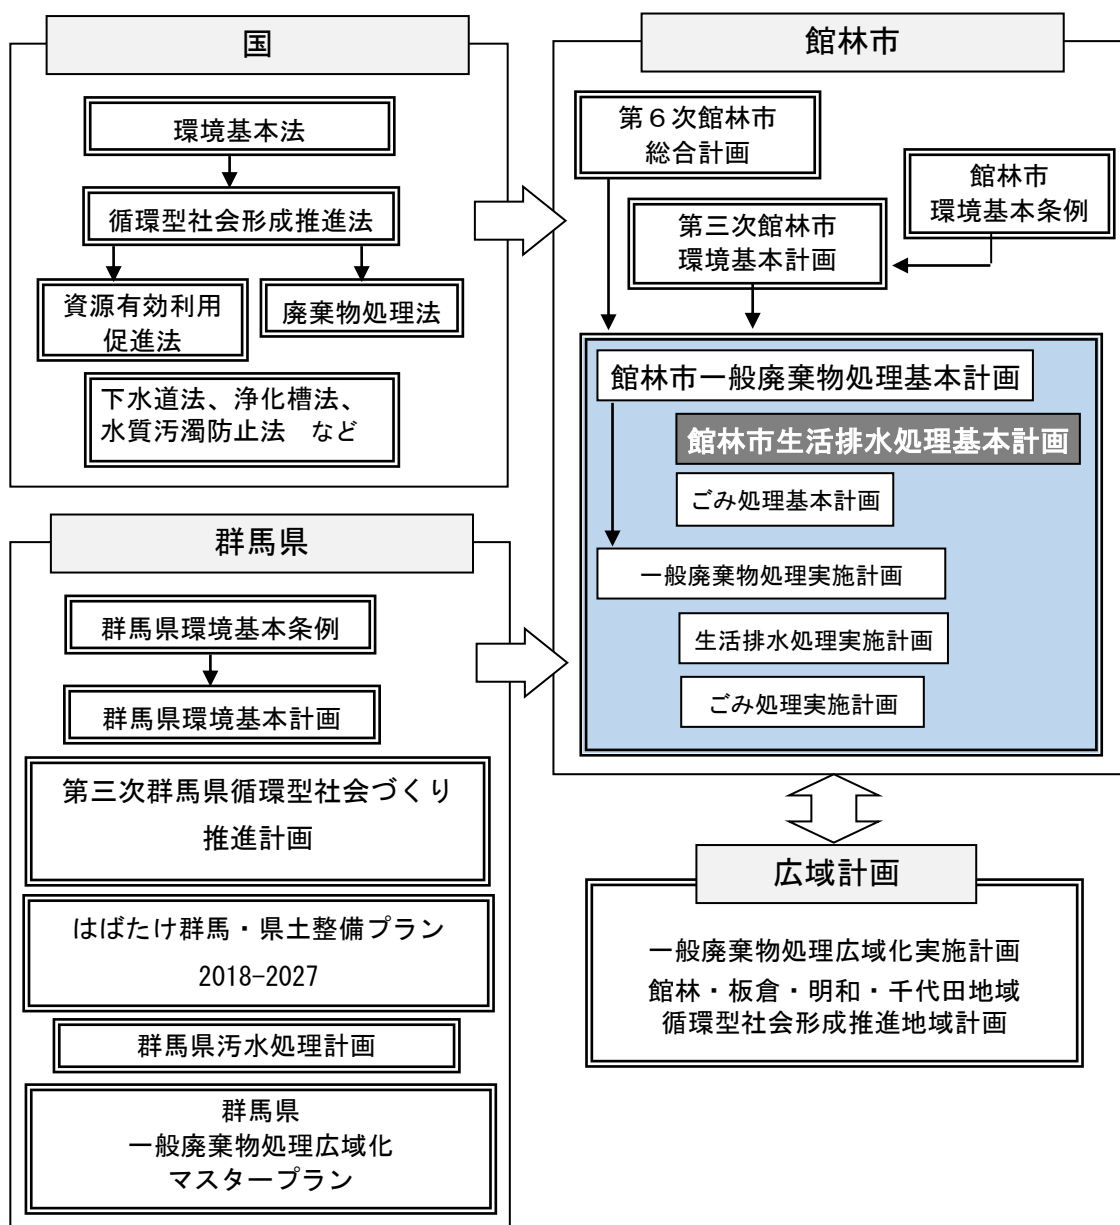 国
環境基本法
循環型社会形成推進法
資源有効利用
促進法
廃棄物処理法
下水道法、浄化槽法、
水質汚濁防止法　など
群馬県
群馬県環境基本条例
群馬県環境基本計画
第三次群馬県循環型社会づくり
推進計画
はばたけ群馬・県土整備プラン
2018-2027
群馬県汚水処理計画
群馬県
一般廃棄物処理広域化
マスタープラン
館林市
第６次館林市
総合計画
館林市
環境基本条例
第三次館林市
環境基本計画
館林市一般廃棄物処理基本計画
館林市生活排水処理基本計画
ごみ処理基本計画
一般廃棄物処理実施計画
生活排水処理実施計画
ごみ処理実施計画
広域計画
一般廃棄物処理広域化実施計画
館林・板倉・明和・千代田地域
循環型社会形成推進地域計画